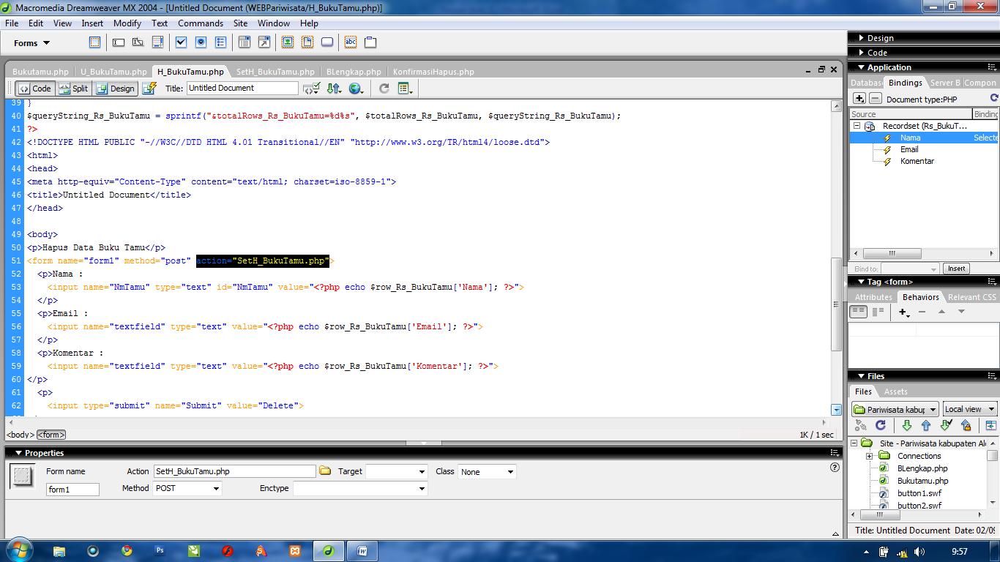 Macromedia Dreamweaver MX 2004 - [Untitled Document (WEBPariwisata/H_BukuTamu.php)]
File Edit View Insert Modify Text Commands Site Window Help
Forms
Bukutamu.php U_BukuTamu.php H_BukuTamu.php SetH_BukuTamu.php BLengkap.php KonfirmasiHapus.php
Code Split Design Title: Untitled Document
39 }
40 $queryString_Rs_BukuTamu = sprintf("&totalRows_Rs_BukuTamu=%d%s", $totalRows_Rs_BukuTamu, $queryString_Rs_BukuTamu);
41 ?>
42 <!DOCTYPE HTML PUBLIC "-//W3C//DTD HTML 4.01 Transitional//EN" "http://www.w3.org/TR/html4/loose.dtd">
43 <html>
44 <head>
45 <meta http-equiv="Content-Type" content="text/html; charset=iso-8859-1">
46 <title>Untitled Document</title>
47 </head>
48
49 <body>
50 <p>Hapus Data Buku Tamu</p>
51 <form name="form1" method="post" action="SetH_BukuTamu.php">
52 <p>Nama :
53 <input name="NmTamu" type="text" id="NmTamu" value="<?php echo $row_Rs_BukuTamu['Nama']; ?>">
54 </p>
55 <p>Email :
56 <input name="textfield" type="text" value="<?php echo $row_Rs_BukuTamu['Email']; ?>">
57 </p>
58 <p>Komentar :
59 <input name="textfield" type="text" value="<?php echo $row_Rs_BukuTamu['Komentar']; ?>">
60 </p>
61 <p>
62 <input type="submit" name="Submit" value="Delete">
<body> <form> 1K / 1 sec
Properties
Form name Action SetH_BukuTamu.php Target Class None
form1 Method POST Enctype
Design
Code
Application
Databas Bindings Server B Compon
Document type:PHP
Source Binding
Recordset (Rs_BukuT...
Nama Selecte
Email
Komentar
Bind to: Insert
Tag <form>
Attributes Behaviors Relevant CSS
Files
Files Assets
Pariwisata kabup Local view
Site - Pariwisata kabupaten Al
Connections
BLengkap.php
Bukutamu.php
button1.swf
button2.swf
Title: Untitled Document Date: 02/0
9:57